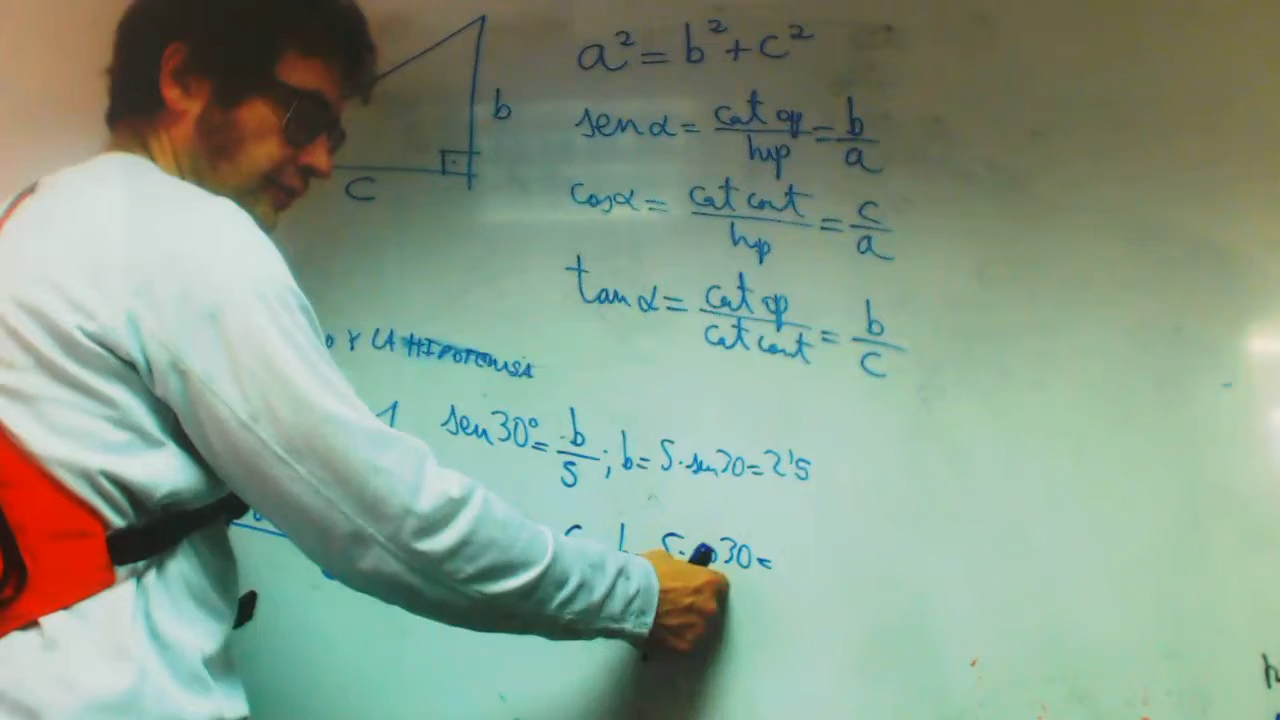 b
c
a² = b² + c²
sen α = cat op / hip = b / a
cos α = cat cont / hip = c / a
tan α = cat op / cat cont = b / c
Y LA HIPOTENUSA
sen 30° = b / 5 ; b = 5 · sen 30 = 2'5
30 =